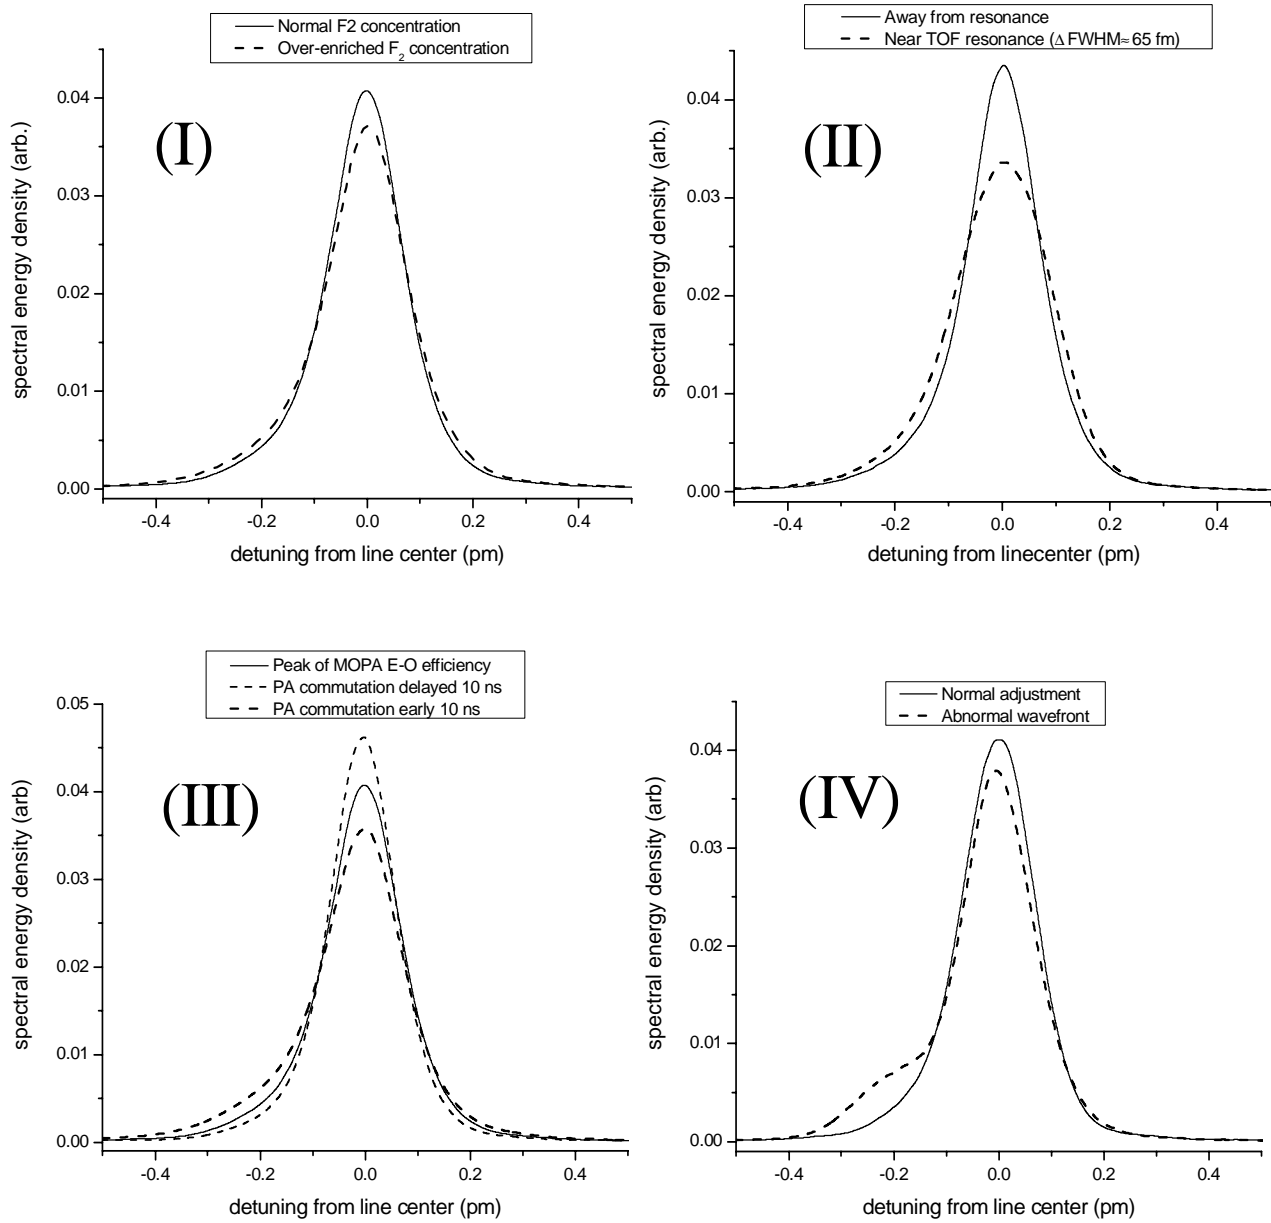 Normal F2 concentration
Over-enriched F2 concentration
(I)
spectral energy density (arb.)
0.04
0.03
0.02
0.01
0.00
-0.4 -0.2 0.0 0.2 0.4
detuning from line center (pm)
Away from resonance
Near TOF resonance (Δ FWHM≈ 65 fm)
(II)
spectral energy density (arb.)
0.04
0.03
0.02
0.01
0.00
-0.4 -0.2 0.0 0.2 0.4
detuning from linecenter (pm)
Peak of MOPA E-O efficiency
PA commutation delayed 10 ns
PA commutation early 10 ns
(III)
spectral energy density (arb)
0.05
0.04
0.03
0.02
0.01
0.00
-0.4 -0.2 0.0 0.2 0.4
detuning from line center (pm)
Normal adjustment
Abnormal wavefront
(IV)
spectral energy density (arb)
0.04
0.03
0.02
0.01
0.00
-0.4 -0.2 0.0 0.2 0.4
detuning from line center (pm)